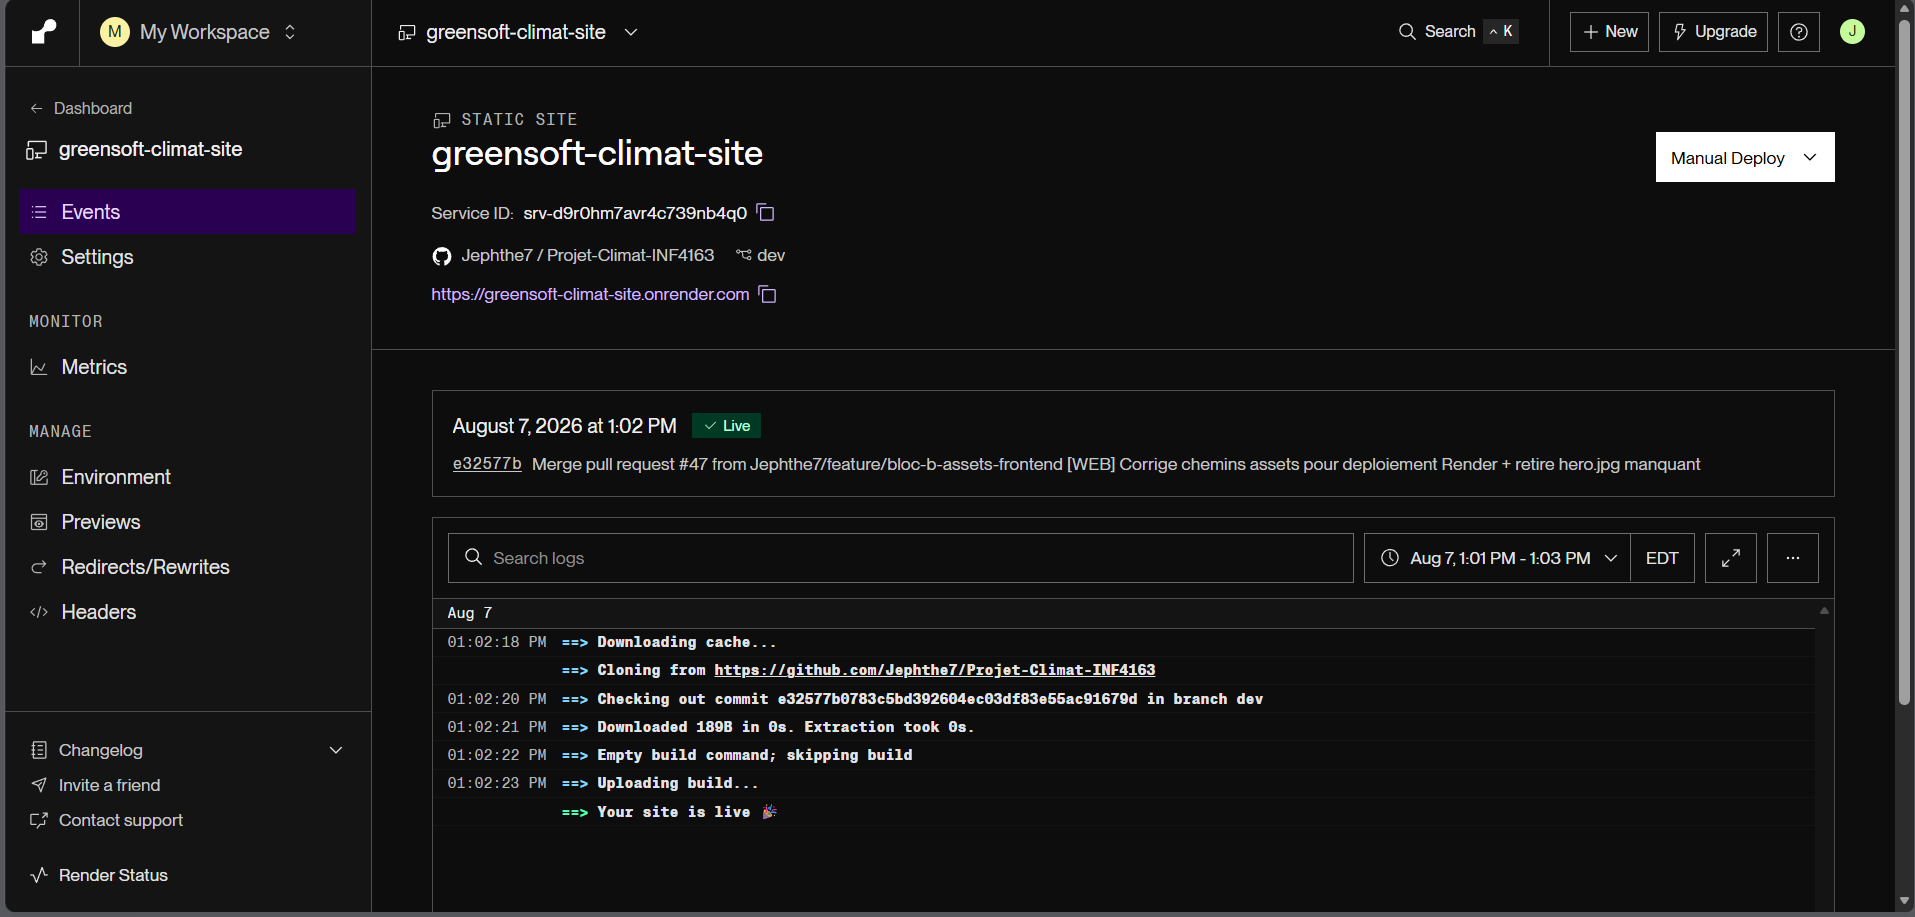 M My Workspace
greensoft-climat-site
Search ^ K
+ New
Upgrade
J
← Dashboard
greensoft-climat-site
Events
Settings
MONITOR
Metrics
MANAGE
Environment
Previews
Redirects/Rewrites
Headers
Changelog
Invite a friend
Contact support
Render Status
STATIC SITE
greensoft-climat-site
Manual Deploy
Service ID: srv-d9r0hm7avr4c739nb4q0
Jephthe7 / Projet-Climat-INF4163 dev
https://greensoft-climat-site.onrender.com
August 7, 2026 at 1:02 PM Live
e32577b Merge pull request #47 from Jephthe7/feature/bloc-b-assets-frontend [WEB] Corrige chemins assets pour deploiement Render + retire hero.jpg manquant
Search logs
Aug 7, 1:01 PM - 1:03 PM EDT ...
Aug 7
01:02:18 PM ==> Downloading cache...
==> Cloning from https://github.com/Jephthe7/Projet-Climat-INF4163
01:02:20 PM ==> Checking out commit e32577b0783c5bd392604ec03df83e55ac91679d in branch dev
01:02:21 PM ==> Downloaded 189B in 0s. Extraction took 0s.
01:02:22 PM ==> Empty build command; skipping build
01:02:23 PM ==> Uploading build...
==> Your site is live 🎉